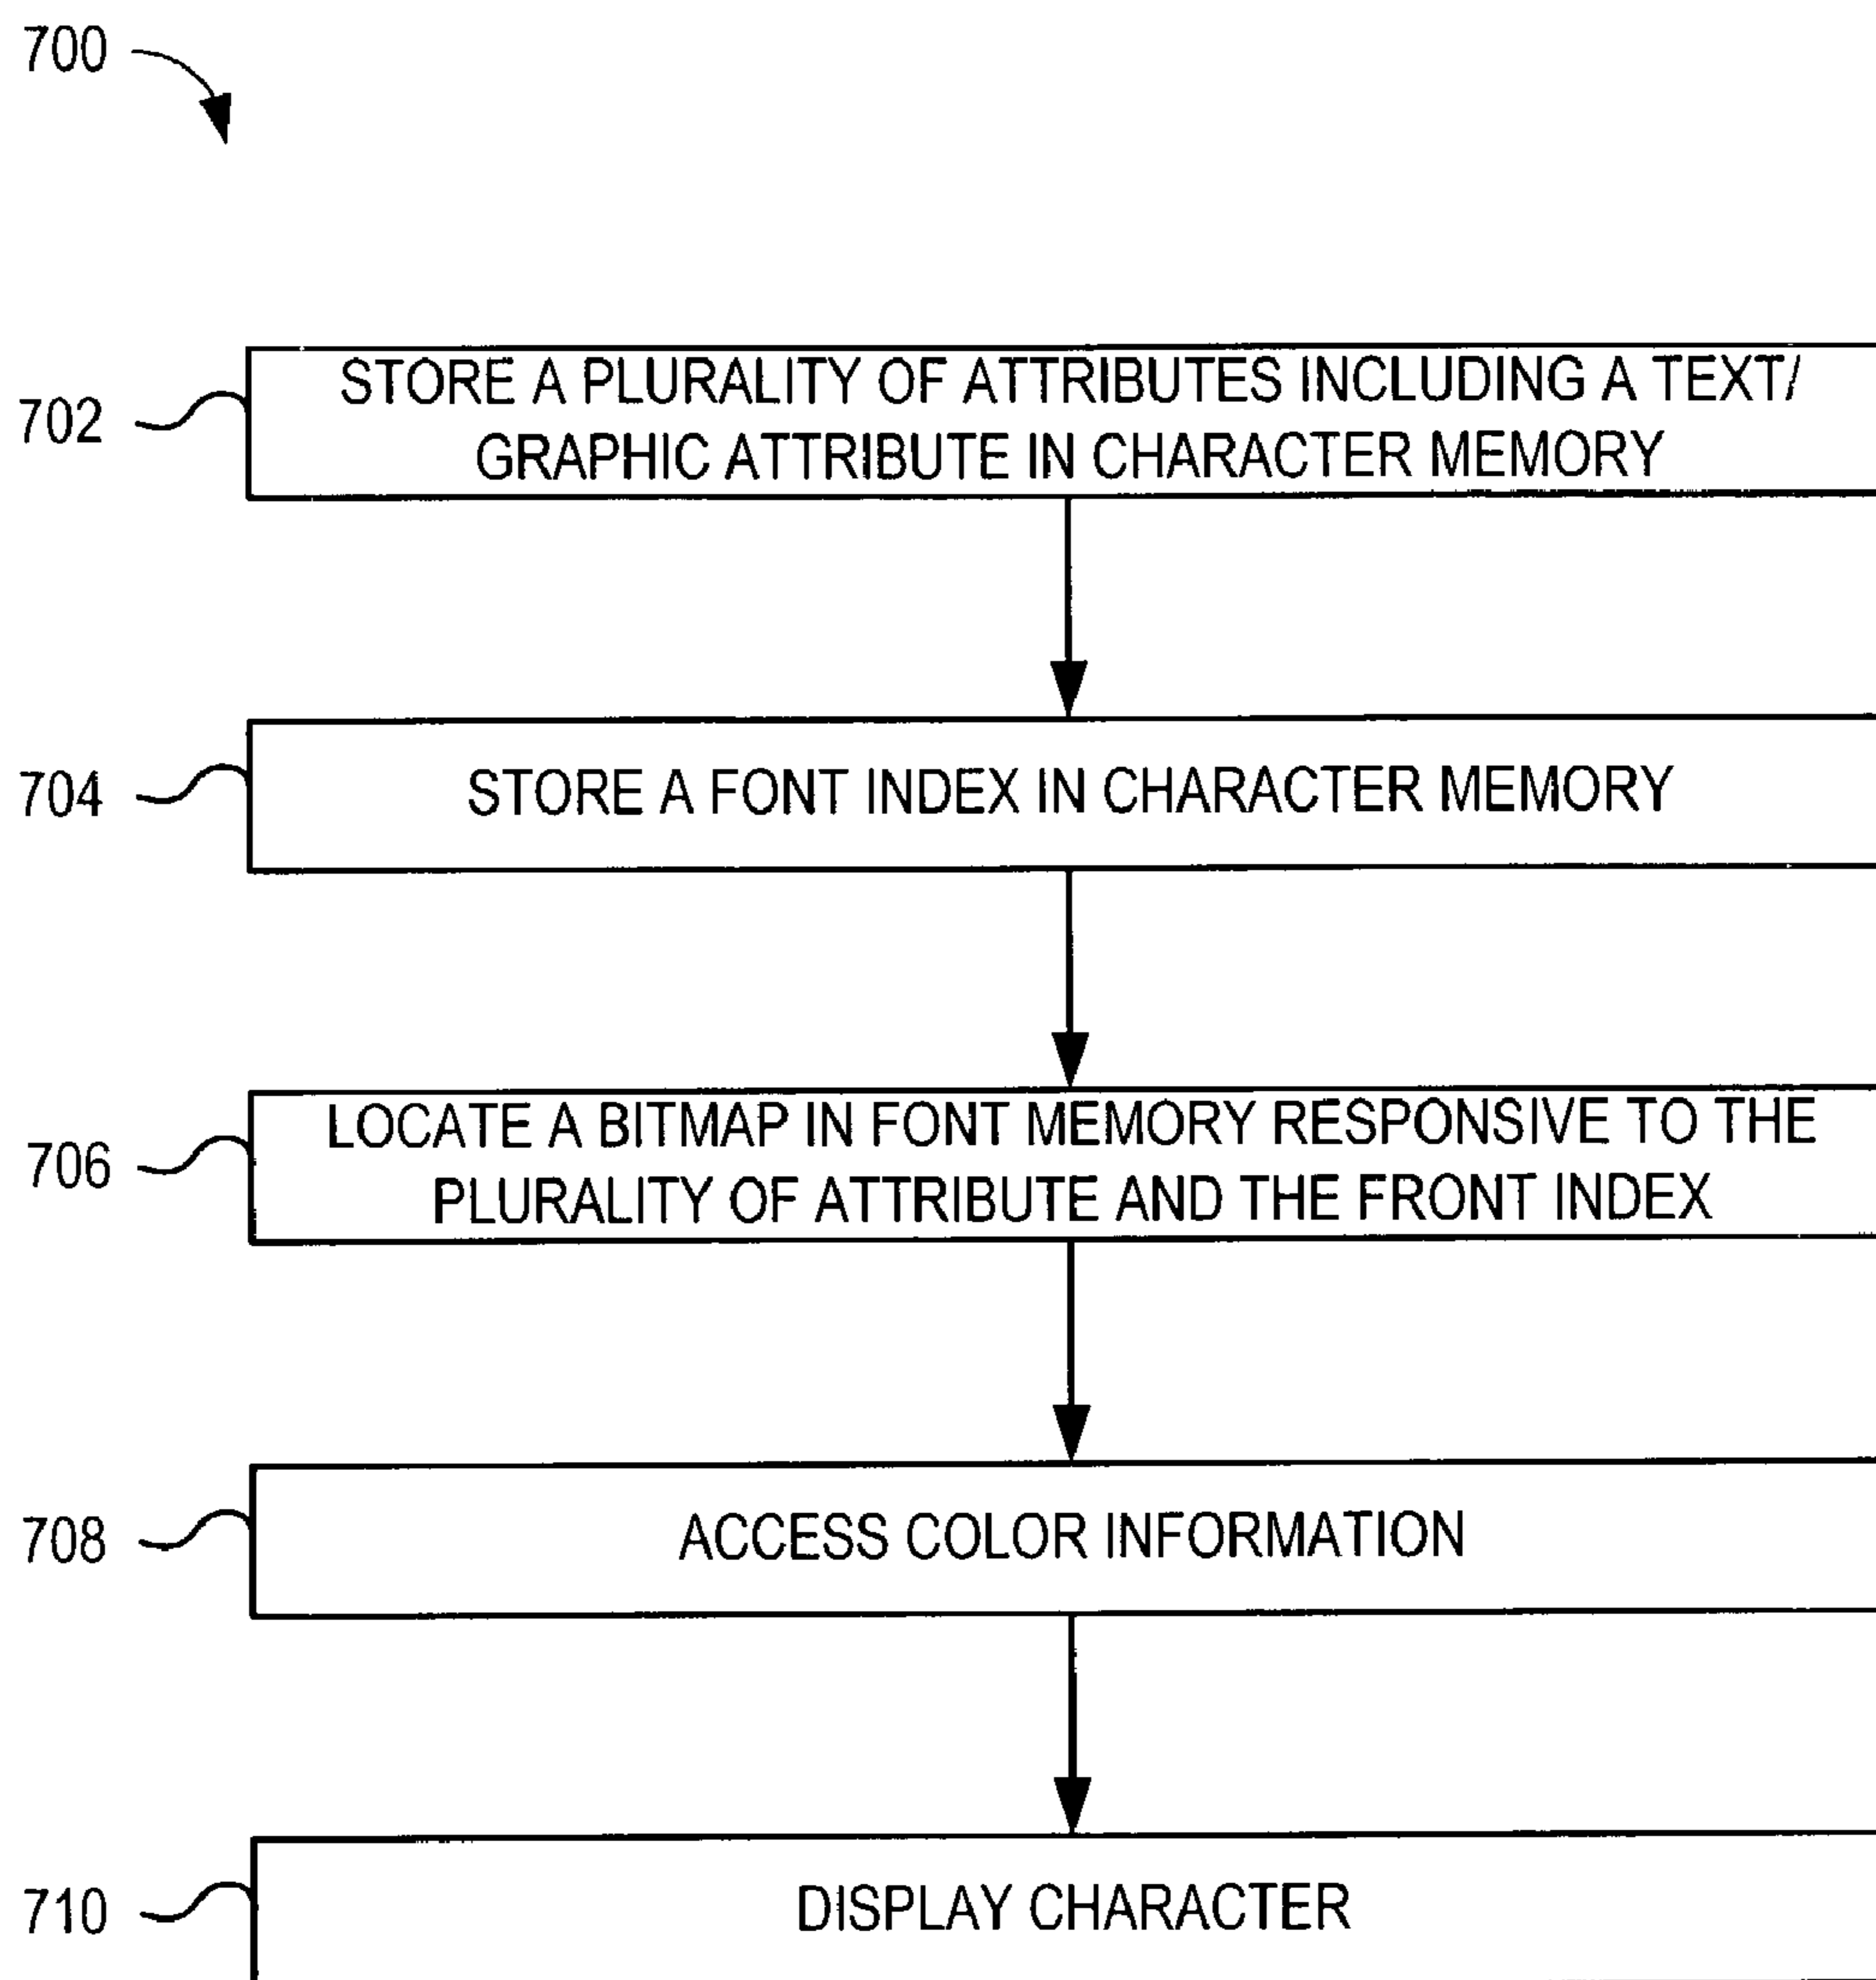 700
702
STORE A PLURALITY OF ATTRIBUTES INCLUDING A TEXT/
GRAPHIC ATTRIBUTE IN CHARACTER MEMORY
704
STORE A FONT INDEX IN CHARACTER MEMORY
706
LOCATE A BITMAP IN FONT MEMORY RESPONSIVE TO THE
PLURALITY OF ATTRIBUTE AND THE FRONT INDEX
708
ACCESS COLOR INFORMATION
710
DISPLAY CHARACTER